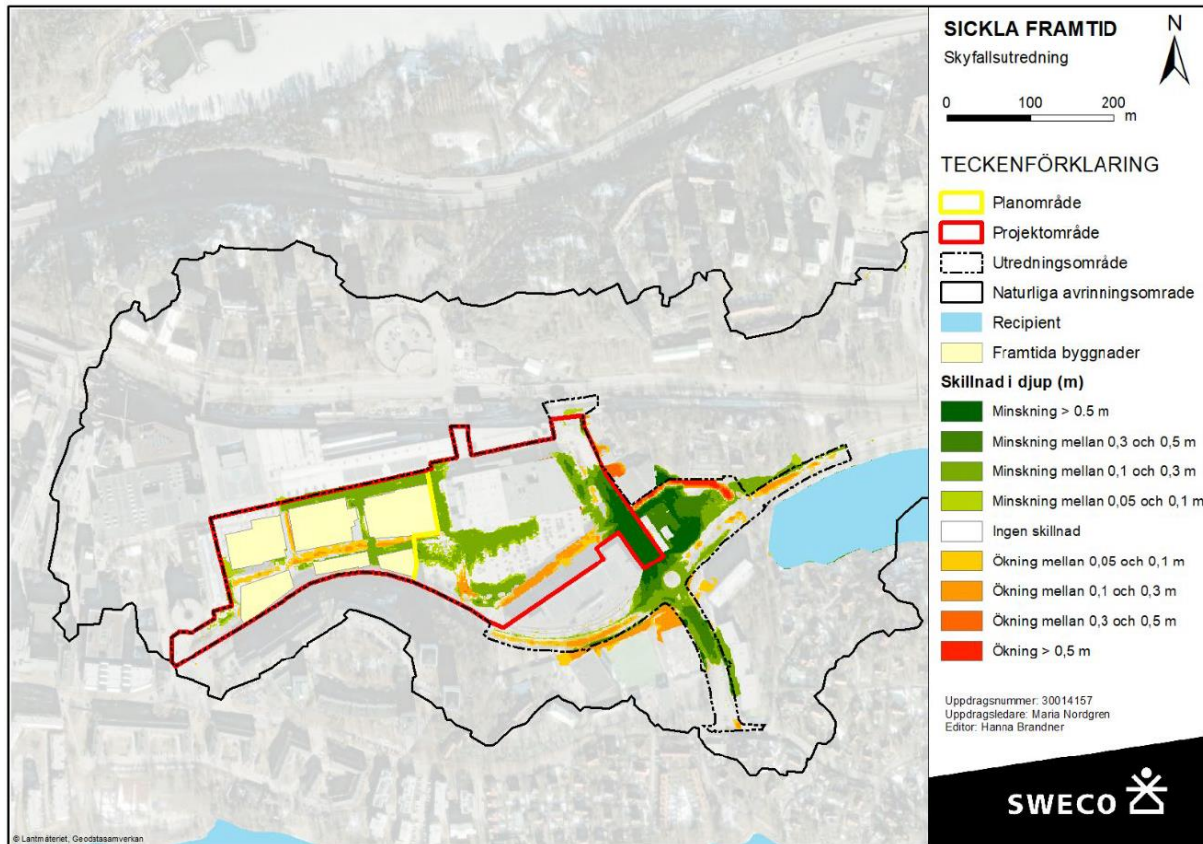 SICKLA FRAMTID
Skyfallsutredning
N
0 100 200
m
TECKENFÖRKLARING
Planområde
Projektområde
Utredningsområde
Naturliga avrinningsområde
Recipient
Framtida byggnader
Skillnad i djup (m)
Minskning > 0.5 m
Minskning mellan 0,3 och 0,5 m
Minskning mellan 0,1 och 0,3 m
Minskning mellan 0,05 och 0,1 m
Ingen skillnad
Ökning mellan 0,05 och 0,1 m
Ökning mellan 0,1 och 0,3 m
Ökning mellan 0,3 och 0,5 m
Ökning > 0,5 m
Uppdragsnummer: 30014157
Uppdragsledare: Maria Nordgren
Editor: Hanna Brandner
SWECO
© Lantmäteriet, Geodatasamverkan